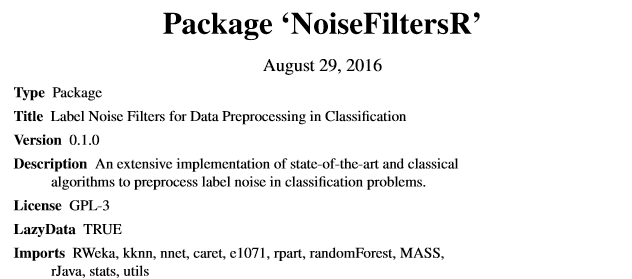 Package ‘NoiseFiltersR’
August 29, 2016
Type Package
Title Label Noise Filters for Data Preprocessing in Classification
Version 0.1.0
Description An extensive implementation of state-of-the-art and classical
algorithms to preprocess label noise in classification problems.
License GPL-3
LazyData TRUE
Imports RWeka, kknn, nnet, caret, e1071, rpart, randomForest, MASS,
rJava, stats, utils